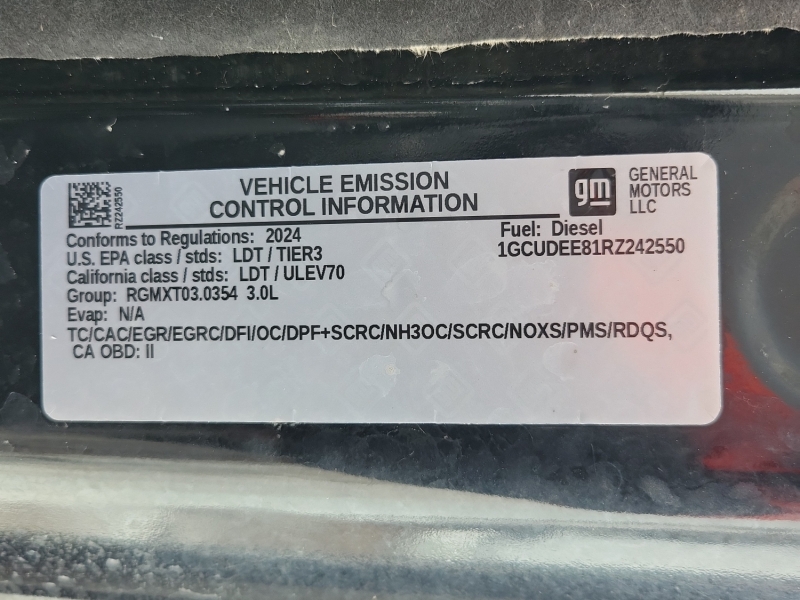 VEHICLE EMISSION
CONTROL INFORMATION
gm
GENERAL
MOTORS
LLC
RZ242550
Conforms to Regulations: 2024
Fuel: Diesel
U.S. EPA class / stds: LDT / TIER3
1GCUDEE81RZ242550
California class / stds: LDT / ULEV70
Group: RGMXT03.0354 3.0L
Evap: N/A
TC/CAC/EGR/EGRC/DFI/OC/DPF+SCRC/NH3OC/SCRC/NOXS/PMS/RDQS,
CA OBD: II